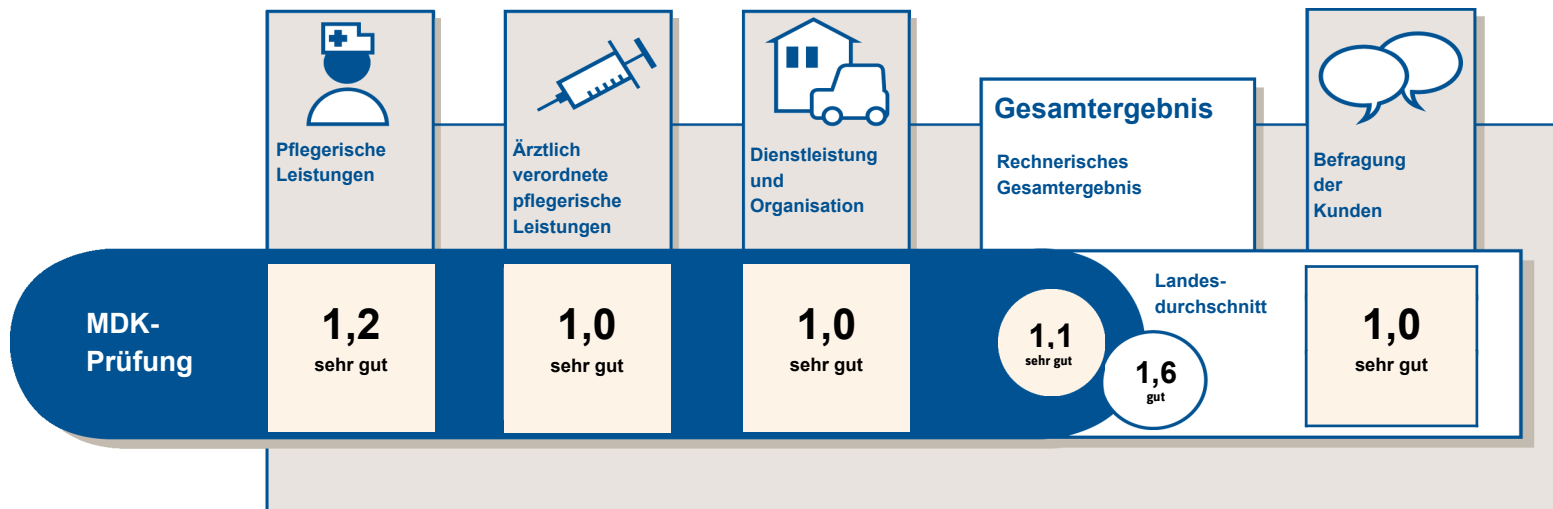 Pflegerische
Leistungen
Ärztlich
verordnete
pflegerische
Leistungen
Dienstleistung
und
Organisation
Gesamtergebnis
Rechnerisches
Gesamtergebnis
Befragung
der
Kunden
MDK-
Prüfung
1,2
sehr gut
1,0
sehr gut
1,0
sehr gut
1,1
sehr gut
Landes-
durchschnitt
1,6
gut
1,0
sehr gut